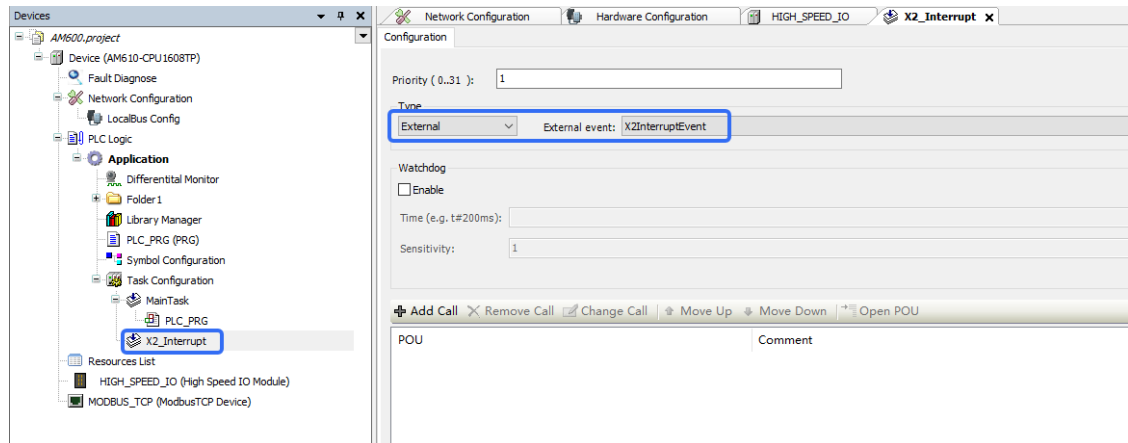 Devices
AM600.project
Device (AM610-CPU1608TP)
Fault Diagnose
Network Configuration
LocalBus Config
PLC Logic
Application
Differentital Monitor
Folder1
Library Manager
PLC_PRG (PRG)
Symbol Configuration
Task Configuration
MainTask
PLC_PRG
X2_Interrupt
Resources List
HIGH_SPEED_IO (High Speed IO Module)
MODBUS_TCP (ModbusTCP Device)
Network Configuration Hardware Configuration HIGH_SPEED_IO X2_Interrupt
Configuration
Priority ( 0..31 ): 1
Type
External External event: X2InterruptEvent
Watchdog
Enable
Time (e.g. t#200ms):
Sensitivity: 1
Add Call Remove Call Change Call Move Up Move Down Open POU
POU Comment